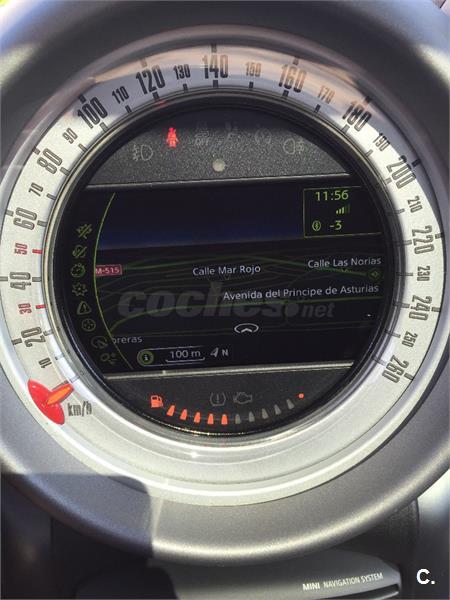 140
120 130 150 160
110 170
100 180
90 190
80 200
70 210
60 220
50 230
40 240
30 250
20 260
10
km/h
OFF
11:56
-3
M-515
Calle Mar Rojo
Calle Las Norias
Avenida del Principe de Asturias
coches.net
oreras
100 m
N
MINI NAVIGATION SYSTEM
C.